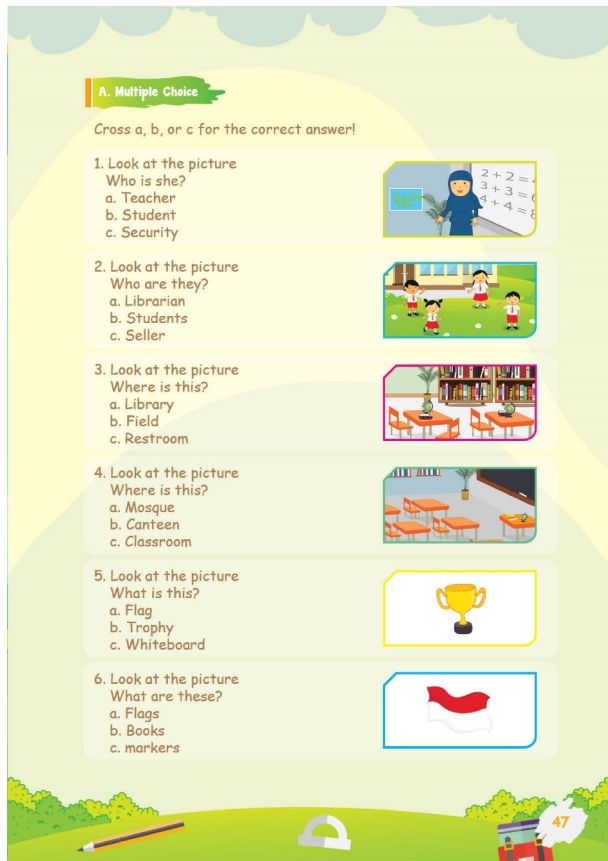 A. Multiple Choice
Cross a, b, or c for the correct answer!
1. Look at the picture
Who is she?
a. Teacher
b. Student
c. Security
2 + 2 =
3 + 3 =
4 + 4 = 8
2. Look at the picture
Who are they?
a. Librarian
b. Students
c. Seller
3. Look at the picture
Where is this?
a. Library
b. Field
c. Restroom
4. Look at the picture
Where is this?
a. Mosque
b. Canteen
c. Classroom
5. Look at the picture
What is this?
a. Flag
b. Trophy
c. Whiteboard
6. Look at the picture
What are these?
a. Flags
b. Books
c. markers
47